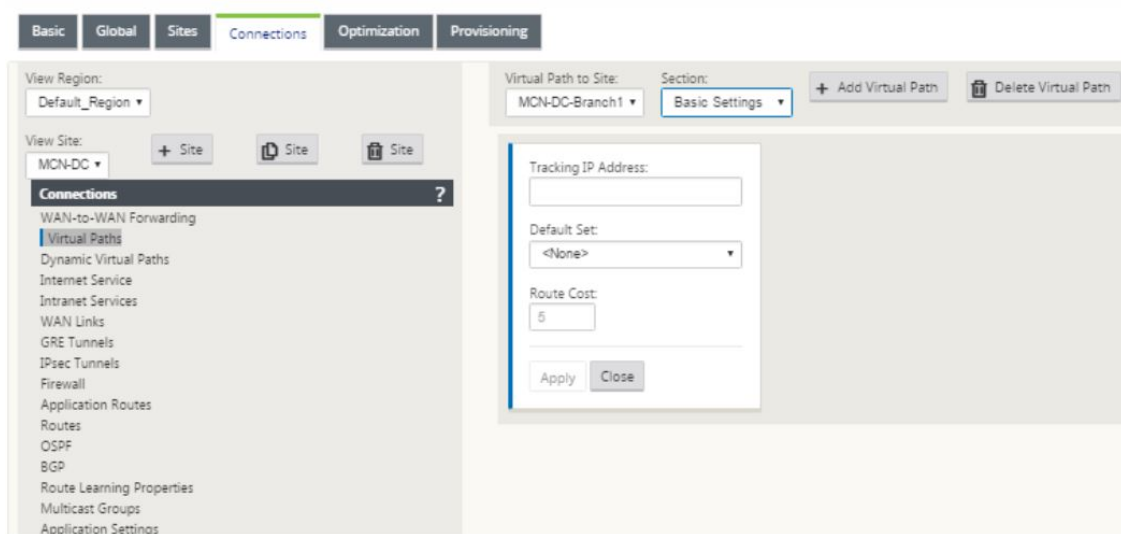 Basic Global Sites Connections Optimization Provisioning
View Region:
Default_Region
View Site:
MCN-DC
+ Site Site Site
Connections ?
WAN-to-WAN Forwarding
Virtual Paths
Dynamic Virtual Paths
Internet Service
Intranet Services
WAN Links
GRE Tunnels
IPsec Tunnels
Firewall
Application Routes
Routes
OSPF
BGP
Route Learning Properties
Multicast Groups
Application Settings
Virtual Path to Site: Section:
MCN-DC-Branch1 Basic Settings + Add Virtual Path Delete Virtual Path
Tracking IP Address:
Default Set:
<None>
Route Cost:
5
Apply Close